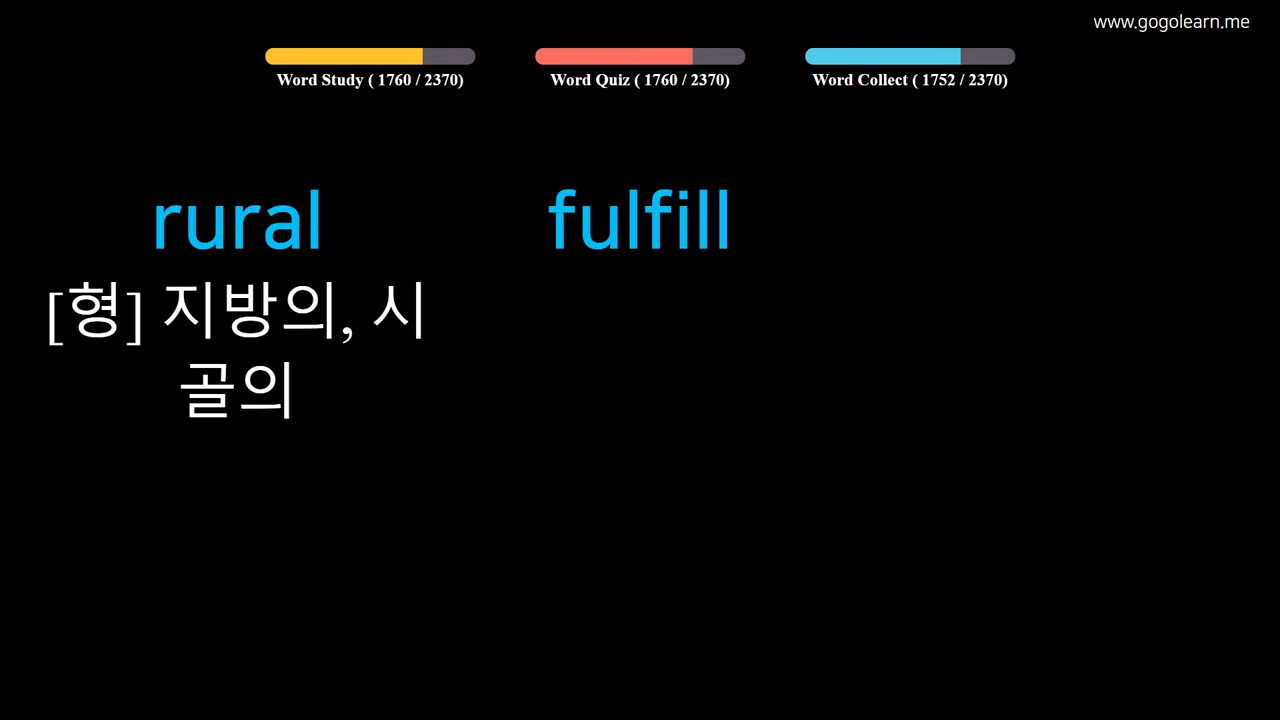 www.gogolearn.me
Word Study ( 1760 / 2370)
Word Quiz ( 1760 / 2370)
Word Collect ( 1752 / 2370)
rural
[형] 지방의, 시
골의
fulfill